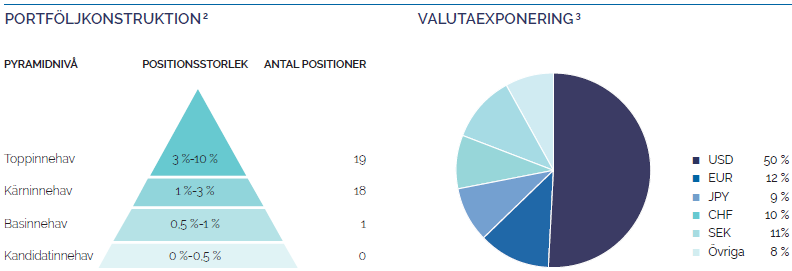 PORTFÖLJKONSTRUKTION²
PYRAMIDNIVÅ POSITIONSSTORLEK ANTAL POSITIONER
Toppinnehav 3 %-10 % 19
Kärninnehav 1 %-3 % 18
Basinnehav 0,5 %-1 % 1
Kandidatinnehav 0 %-0,5 % 0
VALUTAEXPONERING³
USD 50 %
EUR 12 %
JPY 9 %
CHF 10 %
SEK 11%
Övriga 8 %